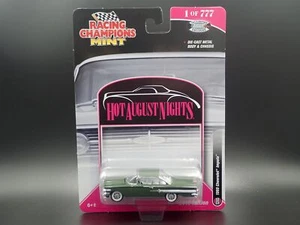 RACING
CHAMPIONS
MINT
1 OF 777
DIE CAST METAL
BODY & CHASSIS
HOT AUGUST NIGHTS
1960 Chevrolet Impala